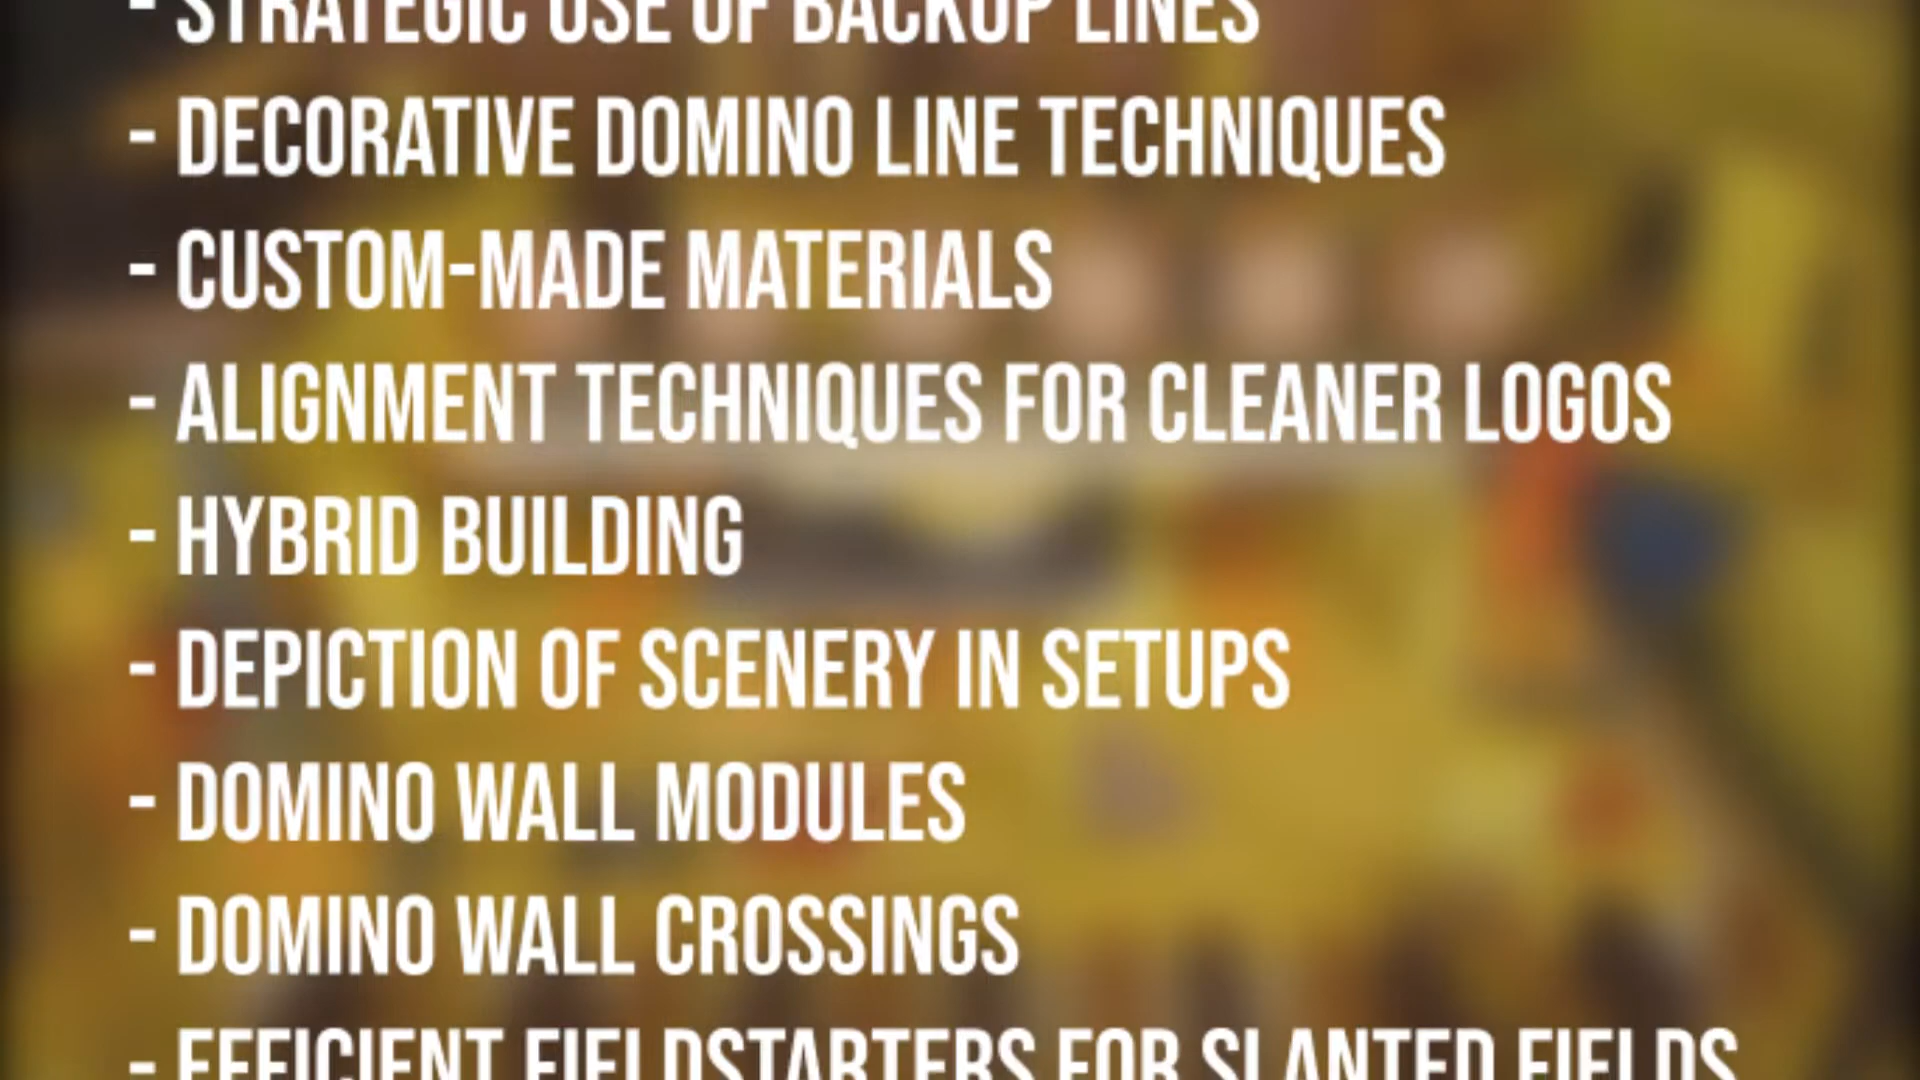 - STRATEGIC USE OF BACKUP LINES
- DECORATIVE DOMINO LINE TECHNIQUES
- CUSTOM-MADE MATERIALS
- ALIGNMENT TECHNIQUES FOR CLEANER LOGOS
- HYBRID BUILDING
- DEPICTION OF SCENERY IN SETUPS
- DOMINO WALL MODULES
- DOMINO WALL CROSSINGS
- EFFICIENT FIELDSTARTERS FOR SLANTED FIELDS